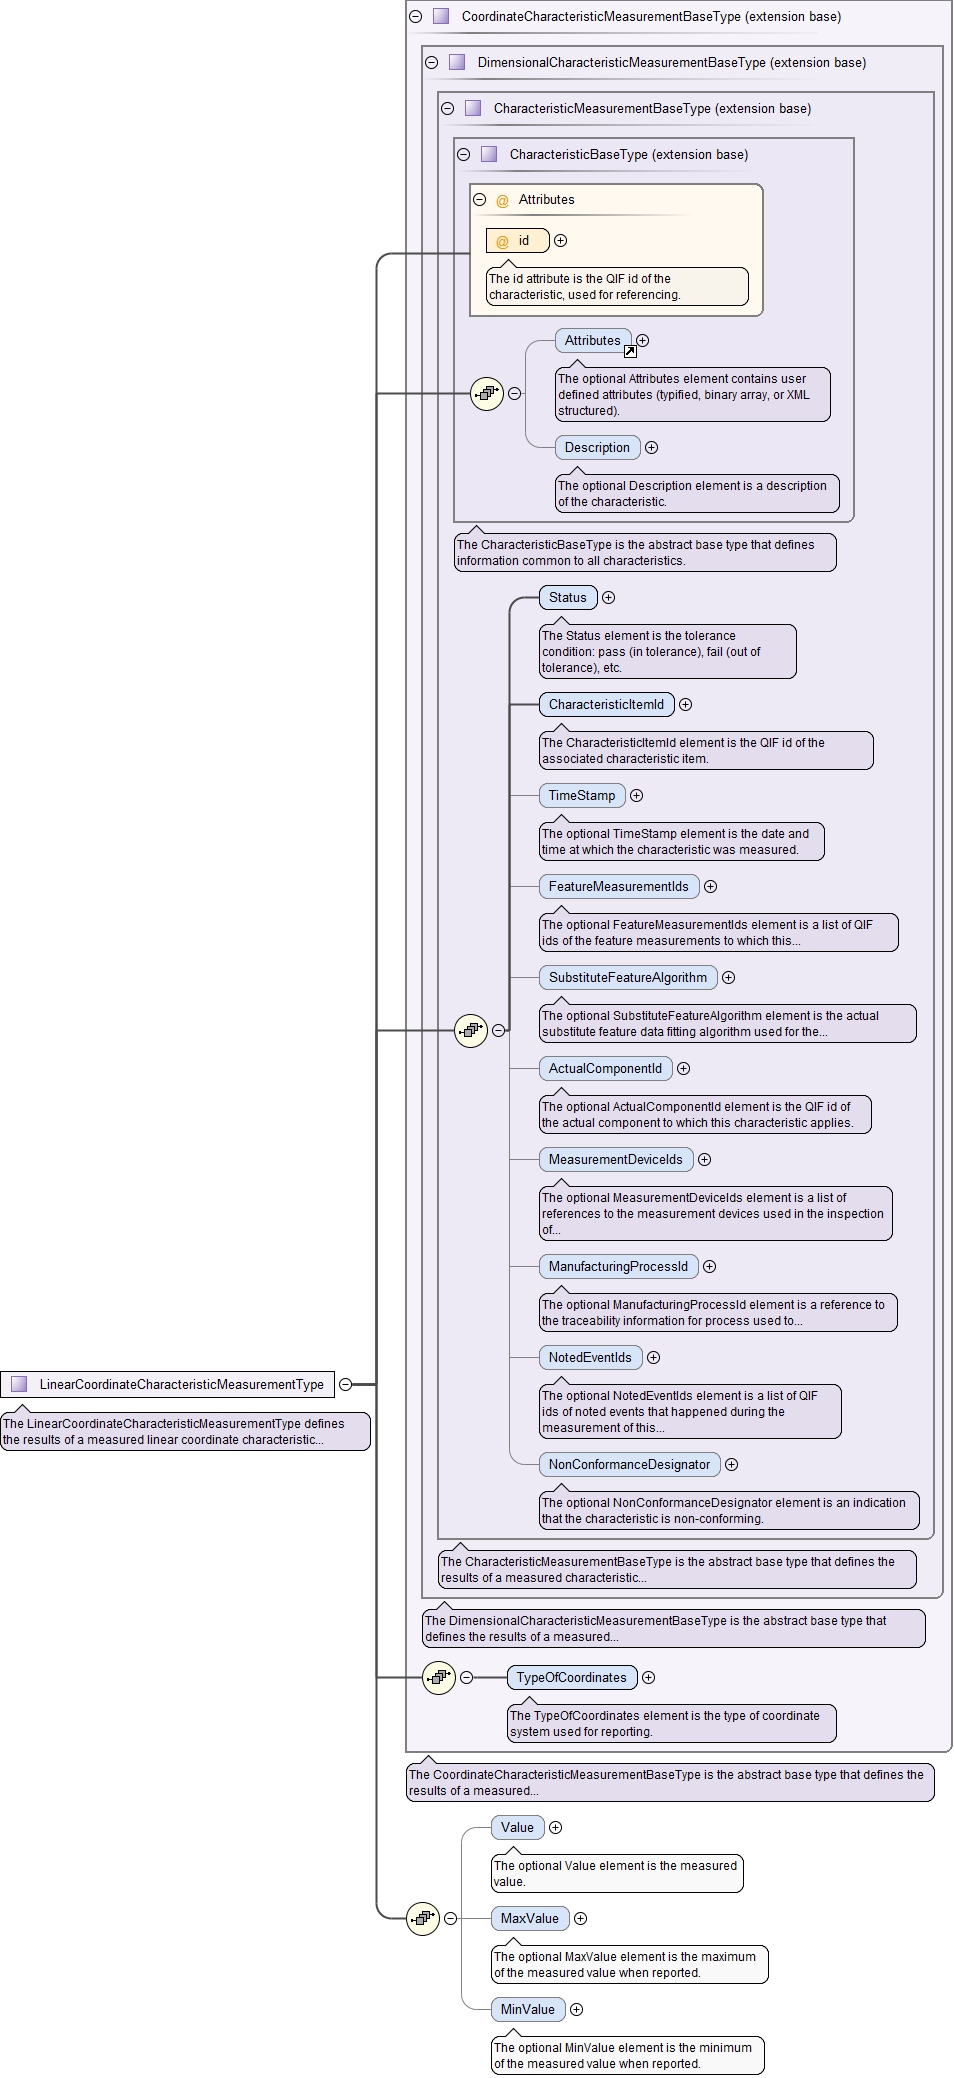 CoordinateCharacteristicMeasurementBaseType (extension base)
DimensionalCharacteristicMeasurementBaseType (extension base)
CharacteristicMeasurementBaseType (extension base)
CharacteristicBaseType (extension base)
@ Attributes
@ id
The id attribute is the QIF id of the
characteristic, used for referencing.
Attributes
The optional Attributes element contains user
defined attributes (typified, binary array, or XML
structured).
Description
The optional Description element is a description
of the characteristic.
The CharacteristicBaseType is the abstract base type that defines
information common to all characteristics.
Status
The Status element is the tolerance
condition: pass (in tolerance), fail (out of
tolerance), etc.
CharacteristicItemId
The CharacteristicItemId element is the QIF id of the
associated characteristic item.
TimeStamp
The optional TimeStamp element is the date and
time at which the characteristic was measured.
FeatureMeasurementIds
The optional FeatureMeasurementIds element is a list of QIF
ids of the feature measurements to which this...
SubstituteFeatureAlgorithm
The optional SubstituteFeatureAlgorithm element is the actual
substitute feature data fitting algorithm used for the...
ActualComponentId
The optional ActualComponentId element is the QIF id of
the actual component to which this characteristic applies.
MeasurementDeviceIds
The optional MeasurementDeviceIds element is a list of
references to the measurement devices used in the inspection
of...
ManufacturingProcessId
The optional ManufacturingProcessId element is a reference to
the traceability information for process used to...
NotedEventIds
The optional NotedEventIds element is a list of QIF
ids of noted events that happened during the
measurement of this...
LinearCoordinateCharacteristicMeasurementType
The LinearCoordinateCharacteristicMeasurementType defines
the results of a measured linear coordinate characteristic...
NonConformanceDesignator
The optional NonConformanceDesignator element is an indication
that the characteristic is non-conforming.
The CharacteristicMeasurementBaseType is the abstract base type that defines the
results of a measured characteristic...
The DimensionalCharacteristicMeasurementBaseType is the abstract base type that
defines the results of a measured...
TypeOfCoordinates
The TypeOfCoordinates element is the type of coordinate
system used for reporting.
The CoordinateCharacteristicMeasurementBaseType is the abstract base type that defines the
results of a measured...
Value
The optional Value element is the measured
value.
MaxValue
The optional MaxValue element is the maximum
of the measured value when reported.
MinValue
The optional MinValue element is the minimum
of the measured value when reported.